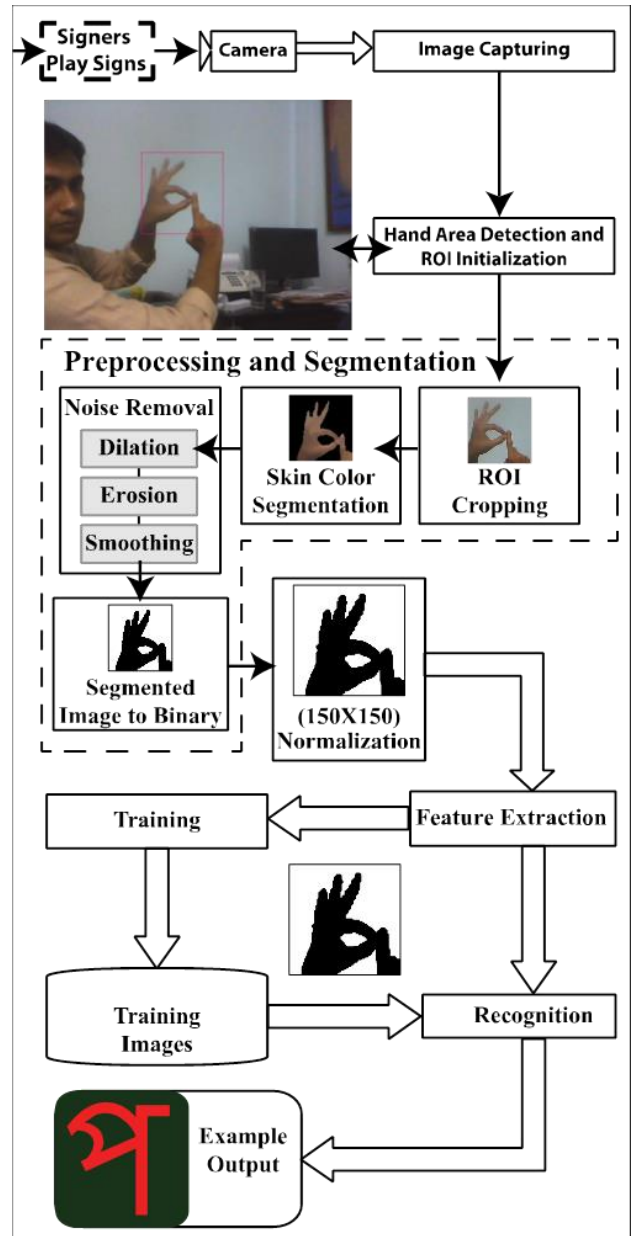 Signers
Play Signs
Camera
Image Capturing
Hand Area Detection and
ROI Initialization
Preprocessing and Segmentation
Noise Removal
Dilation
Erosion
Smoothing
Skin Color
Segmentation
ROI
Cropping
Segmented
Image to Binary
(150X150)
Normalization
Training
Feature Extraction
Training
Images
Recognition
প
Example
Output